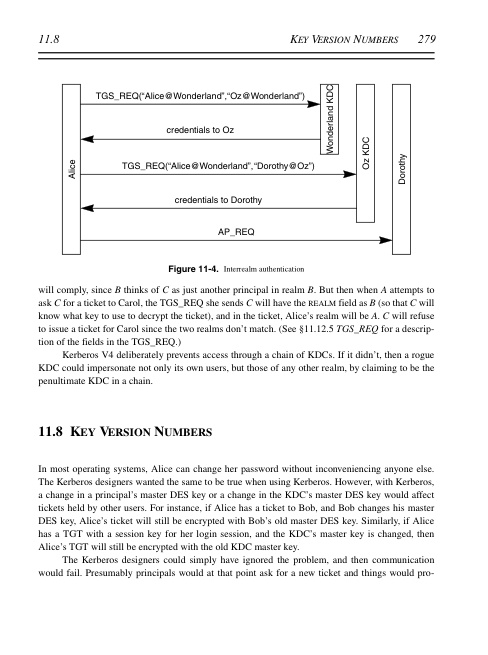 11.8 KEY VERSION NUMBERS 279
TGS_REQ(“Alice@Wonderland”,“Oz@Wonderland”)
Wonderland KDC
credentials to Oz
Alice
TGS_REQ(“Alice@Wonderland”,“Dorothy@Oz”)
Oz KDC
Dorothy
credentials to Dorothy
AP_REQ
Figure 11-4. Interrealm authentication
will comply, since B thinks of C as just another principal in realm B. But then when A attempts to
ask C for a ticket to Carol, the TGS_REQ she sends C will have the REALM field as B (so that C will
know what key to use to decrypt the ticket), and in the ticket, Alice’s realm will be A. C will refuse
to issue a ticket for Carol since the two realms don’t match. (See §11.12.5 TGS_REQ for a descrip-
tion of the fields in the TGS_REQ.)
Kerberos V4 deliberately prevents access through a chain of KDCs. If it didn’t, then a rogue
KDC could impersonate not only its own users, but those of any other realm, by claiming to be the
penultimate KDC in a chain.
11.8 KEY VERSION NUMBERS
In most operating systems, Alice can change her password without inconveniencing anyone else.
The Kerberos designers wanted the same to be true when using Kerberos. However, with Kerberos,
a change in a principal’s master DES key or a change in the KDC’s master DES key would affect
tickets held by other users. For instance, if Alice has a ticket to Bob, and Bob changes his master
DES key, Alice’s ticket will still be encrypted with Bob’s old master DES key. Similarly, if Alice
has a TGT with a session key for her login session, and the KDC’s master key is changed, then
Alice’s TGT will still be encrypted with the old KDC master key.
The Kerberos designers could simply have ignored the problem, and then communication
would fail. Presumably principals would at that point ask for a new ticket and things would pro-